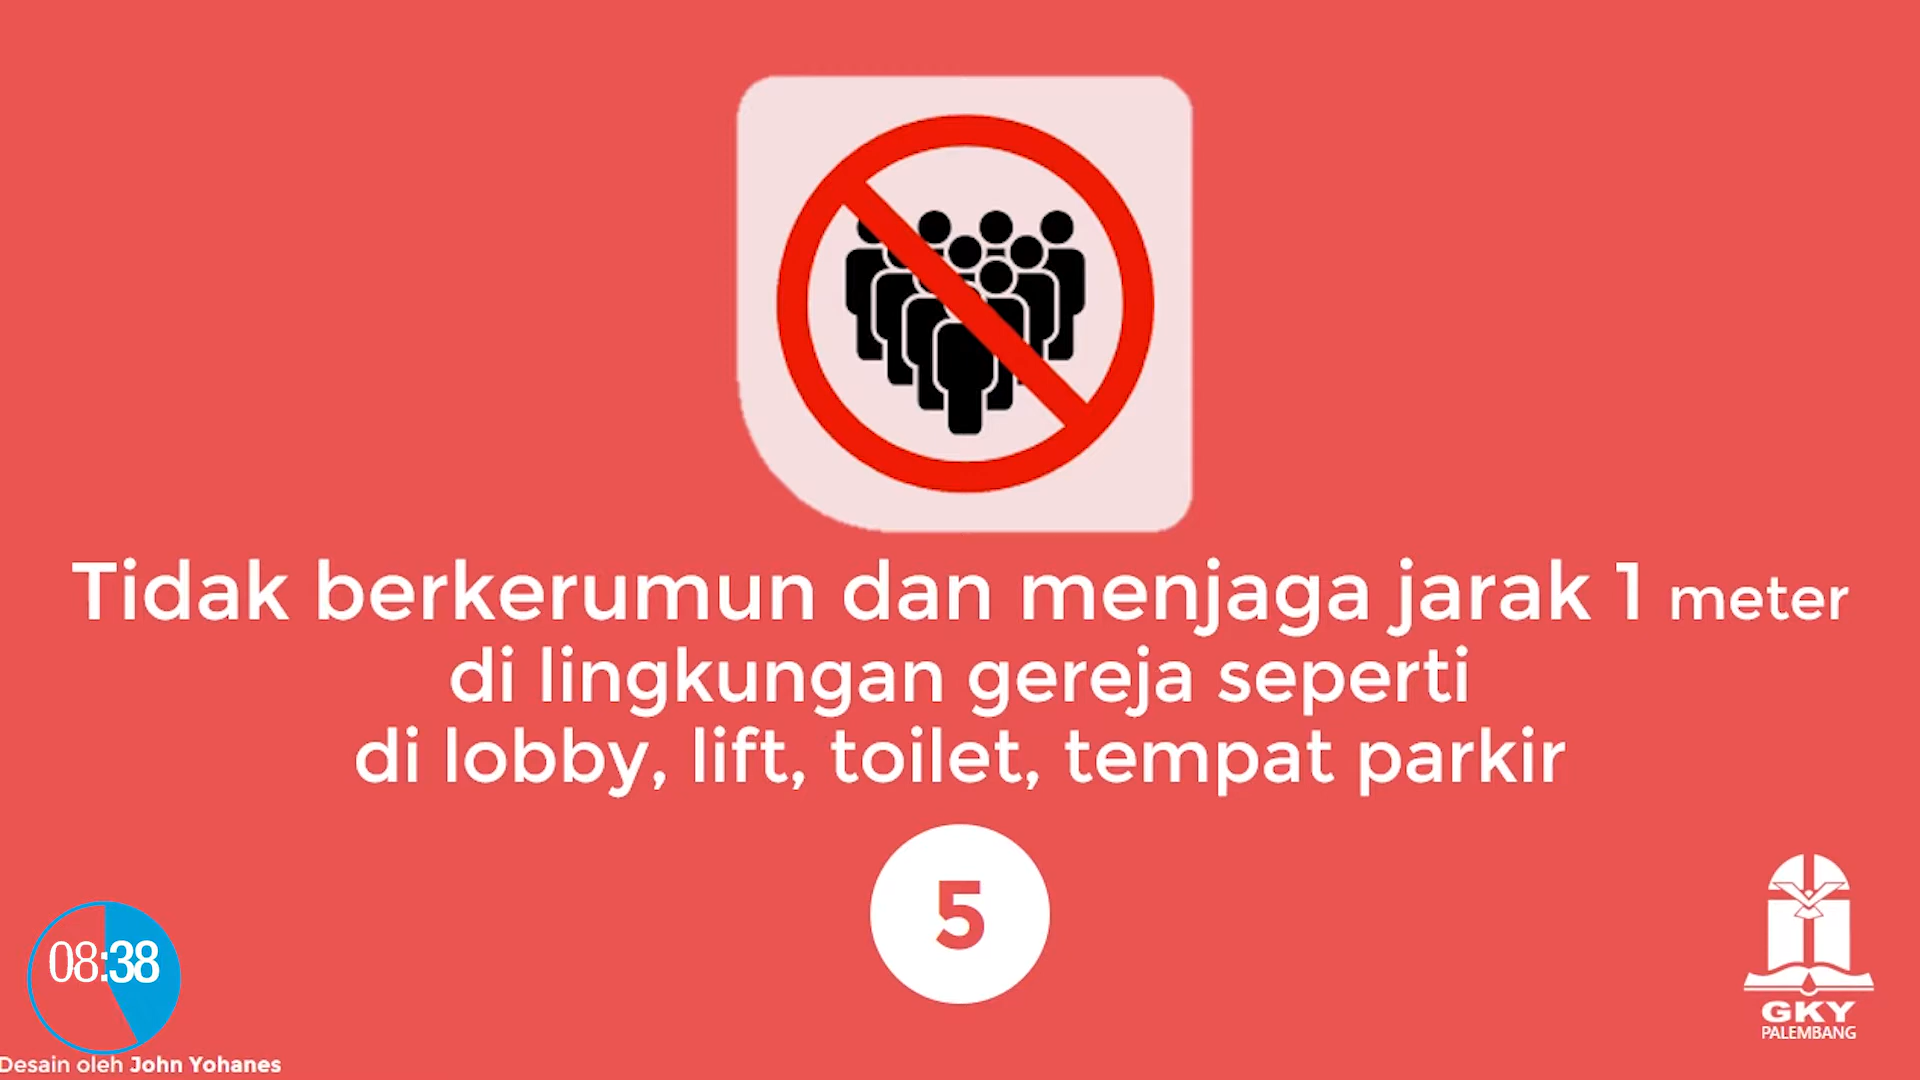 Tidak berkerumun dan menjaga jarak 1 meter
di lingkungan gereja seperti
di lobby, lift, toilet, tempat parkir
5
08:38
Desain oleh John Yohanes
GKY
PALEMBANG